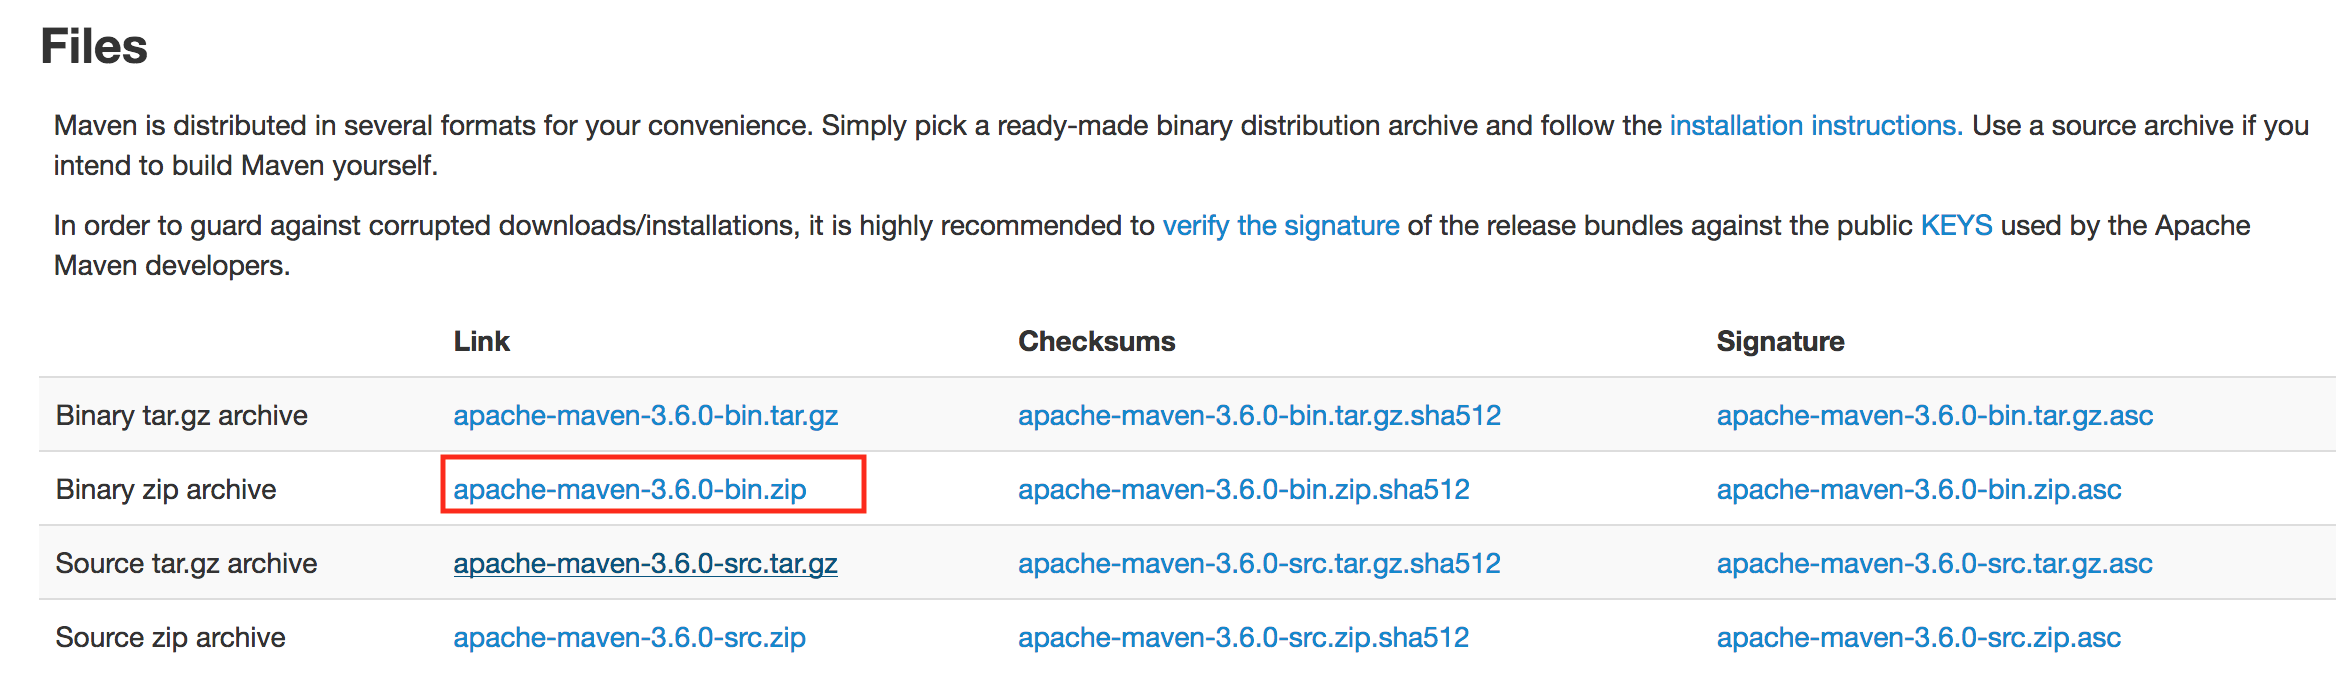 Files
Maven is distributed in several formats for your convenience. Simply pick a ready-made binary distribution archive and follow the installation instructions. Use a source archive if you
intend to build Maven yourself.
In order to guard against corrupted downloads/installations, it is highly recommended to verify the signature of the release bundles against the public KEYS used by the Apache
Maven developers.
Link Checksums Signature
Binary tar.gz archive apache-maven-3.6.0-bin.tar.gz apache-maven-3.6.0-bin.tar.gz.sha512 apache-maven-3.6.0-bin.tar.gz.asc
Binary zip archive apache-maven-3.6.0-bin.zip apache-maven-3.6.0-bin.zip.sha512 apache-maven-3.6.0-bin.zip.asc
Source tar.gz archive apache-maven-3.6.0-src.tar.gz apache-maven-3.6.0-src.tar.gz.sha512 apache-maven-3.6.0-src.tar.gz.asc
Source zip archive apache-maven-3.6.0-src.zip apache-maven-3.6.0-src.zip.sha512 apache-maven-3.6.0-src.zip.asc